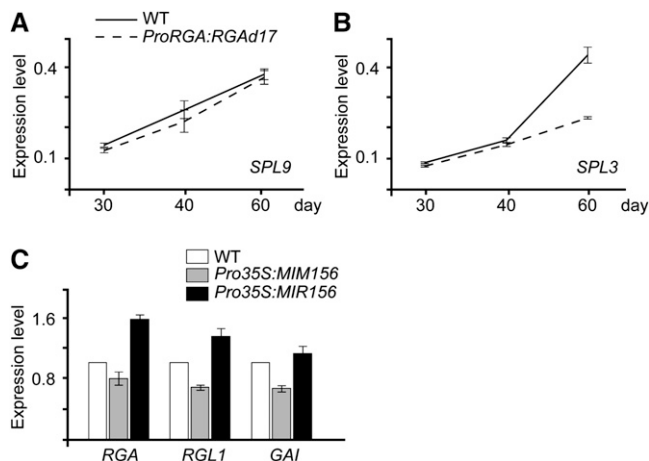 A
WT
ProRGA:RGAd17
Expression level
0.4
0.1
SPL9
30 40 60 day
B
Expression level
0.4
0.1
SPL3
30 40 60 day
C
WT
Pro35S:MIM156
Pro35S:MIR156
Expression level
1.6
0.8
RGA RGL1 GAI